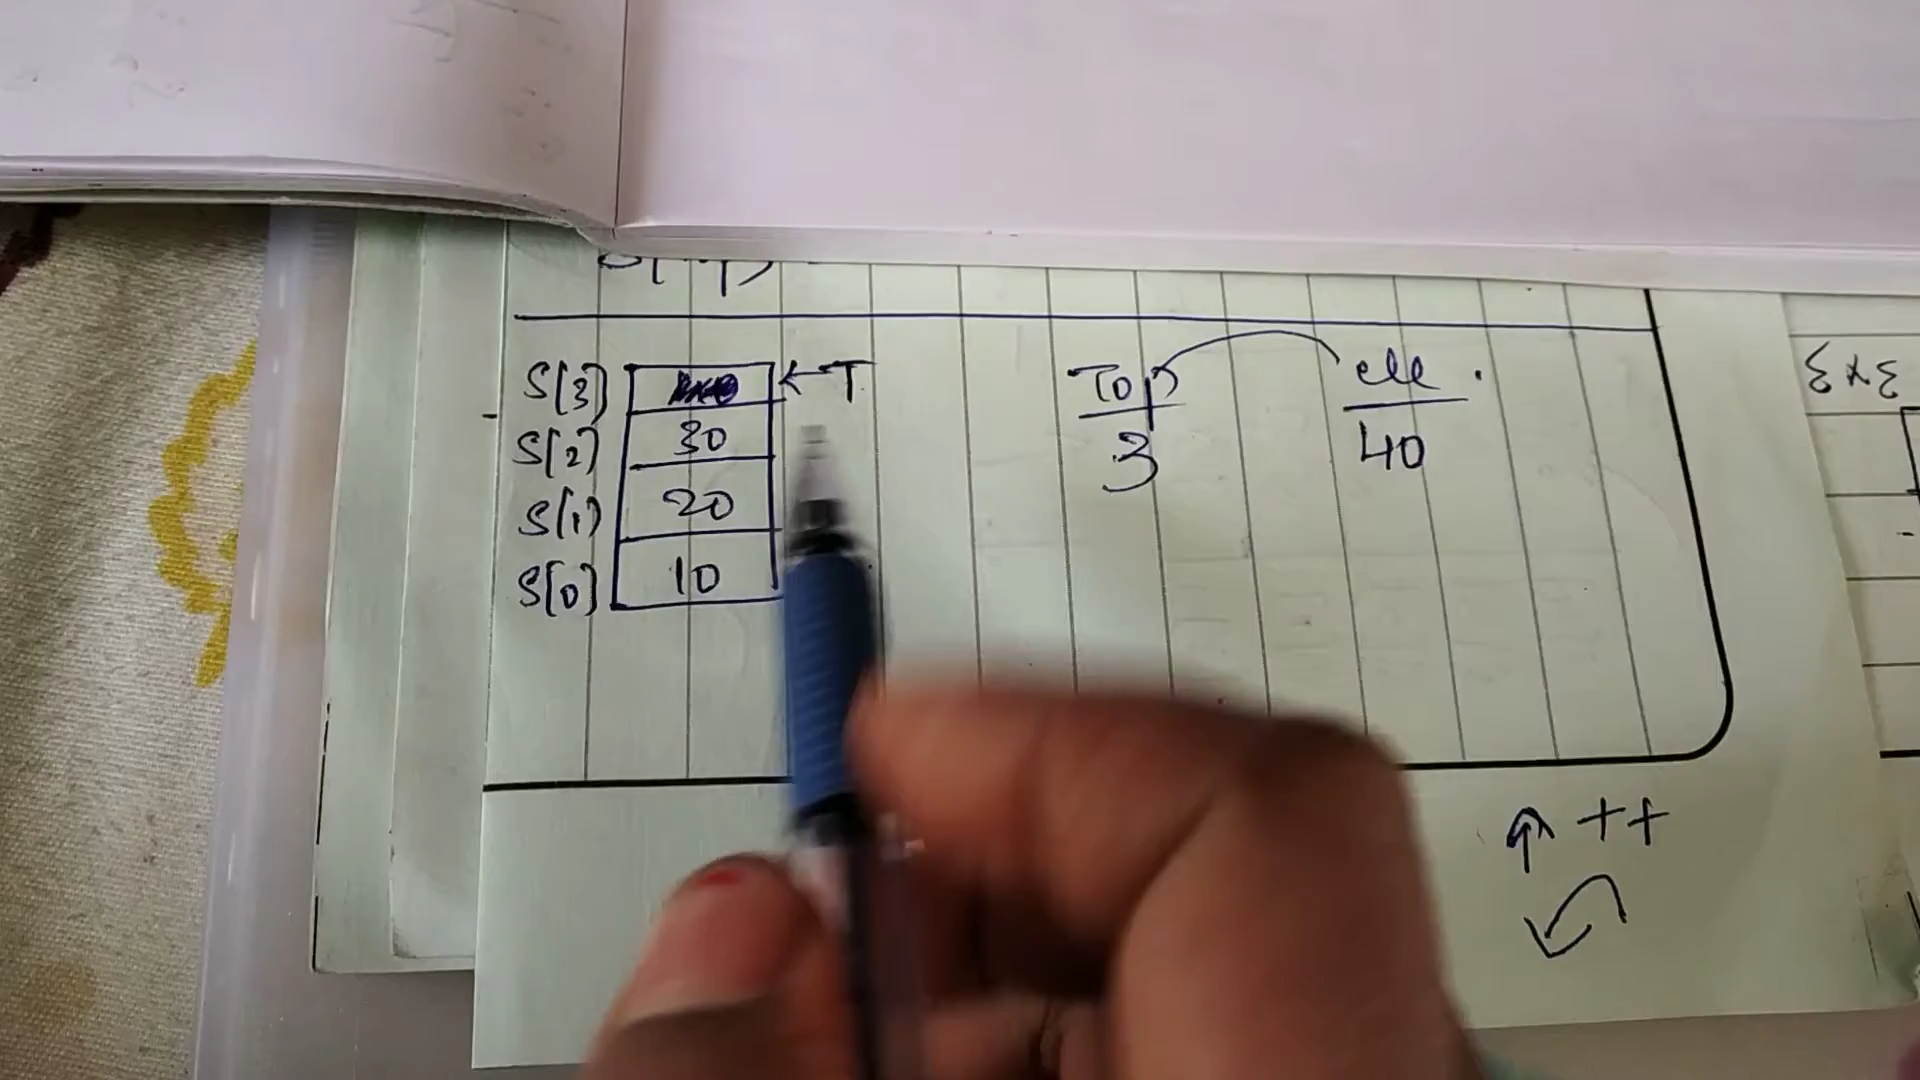 S[3] ← T Top ele .
S[2] 30 3 40
S[1] 20
S[0] 10
↑ ++